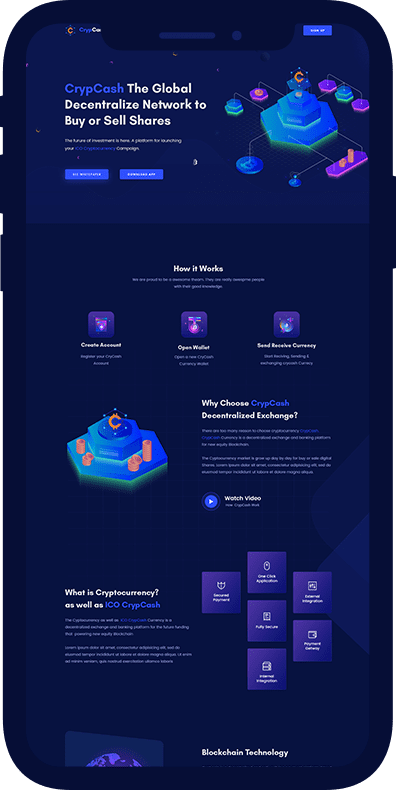 CrypCas
SIGN UP
CrypCash The Global
Decentralize Network to
Buy or Sell Shares
The future of investment is here. A platform for launching
your ICO Cryptocurrency Campaign.
SEE WHITEPAPER
DOWNLOAD APP
How it Works
We are proud to be a awesome theam. They are really awesome people
with their good knowledge.
Create Account
Open Wallet
Send Receive Currency
Register your CrypCash
Account
Open a new CrypCash
Currency Wallet
Start Receiving, Sending &
exchanging Currency
Why Choose CrypCash
Decentralized Exchange?
There are too many reason to choose cryptocurrency CrypCash.
CrypCash Currency is a decentralized exchange and banking platform
for new equity Blockchain.
The Cyptocurrency market is grow up day by day for buy or sale digital
Shares. Lorem ipsum dolor sit amet, consectetur adipisicing elit, sed do
eiusmod tempor incididunt ut labore et dolore magna aliqua.
Watch Video
How CrypCash Work
What is Cryptocurrency?
as well as ICO CrypCash
The Cyptocurrency as well as ICO CrypCash Currency is a
decentralized exchange and banking platform for the future funding
that powering new equity Blockchain.
Lorem ipsum dolor sit amet, consectetur adipisicing elit, sed do
eiusmod tempor incididunt ut labore et dolore magna aliqua. Ut enim
ad minim veniam, quis nostrud exercitation ullamco laboris
One Click
Application
Secured
Payment
External
Integration
Fully Secure
Payment
Getway
Internal
Integration
Blockchain Technology